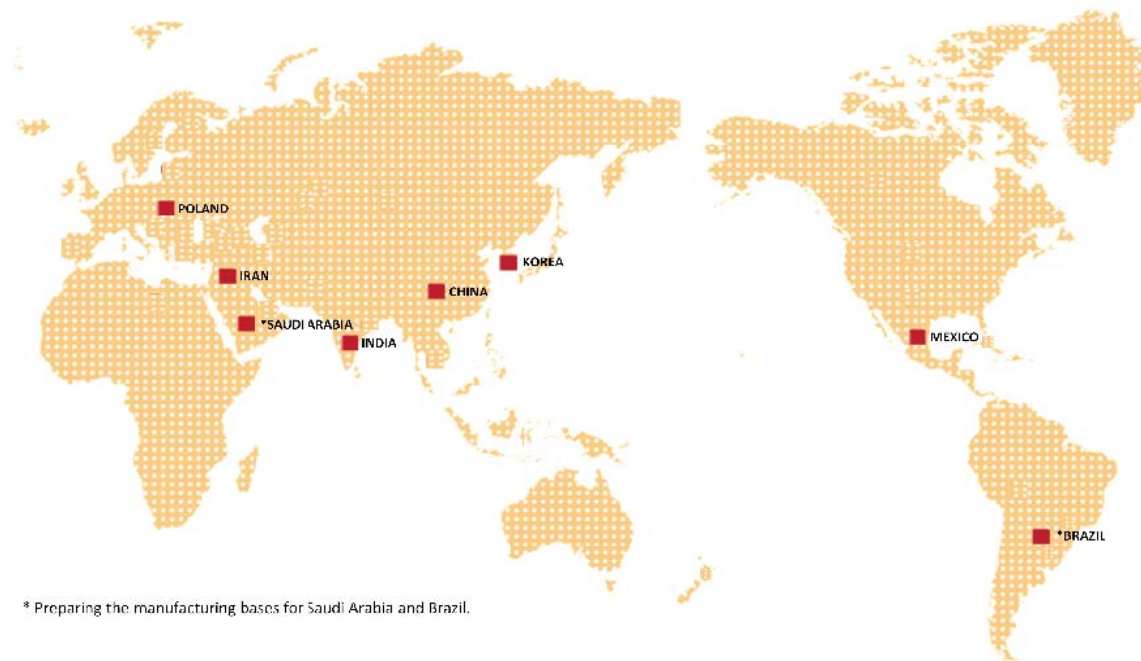 POLAND
KOREA
IRAN
CHINA
*SAUDI ARABIA
MEXICO
INDIA
*BRAZIL
* Preparing the manufacturing bases for Saudi Arabia and Brazil.